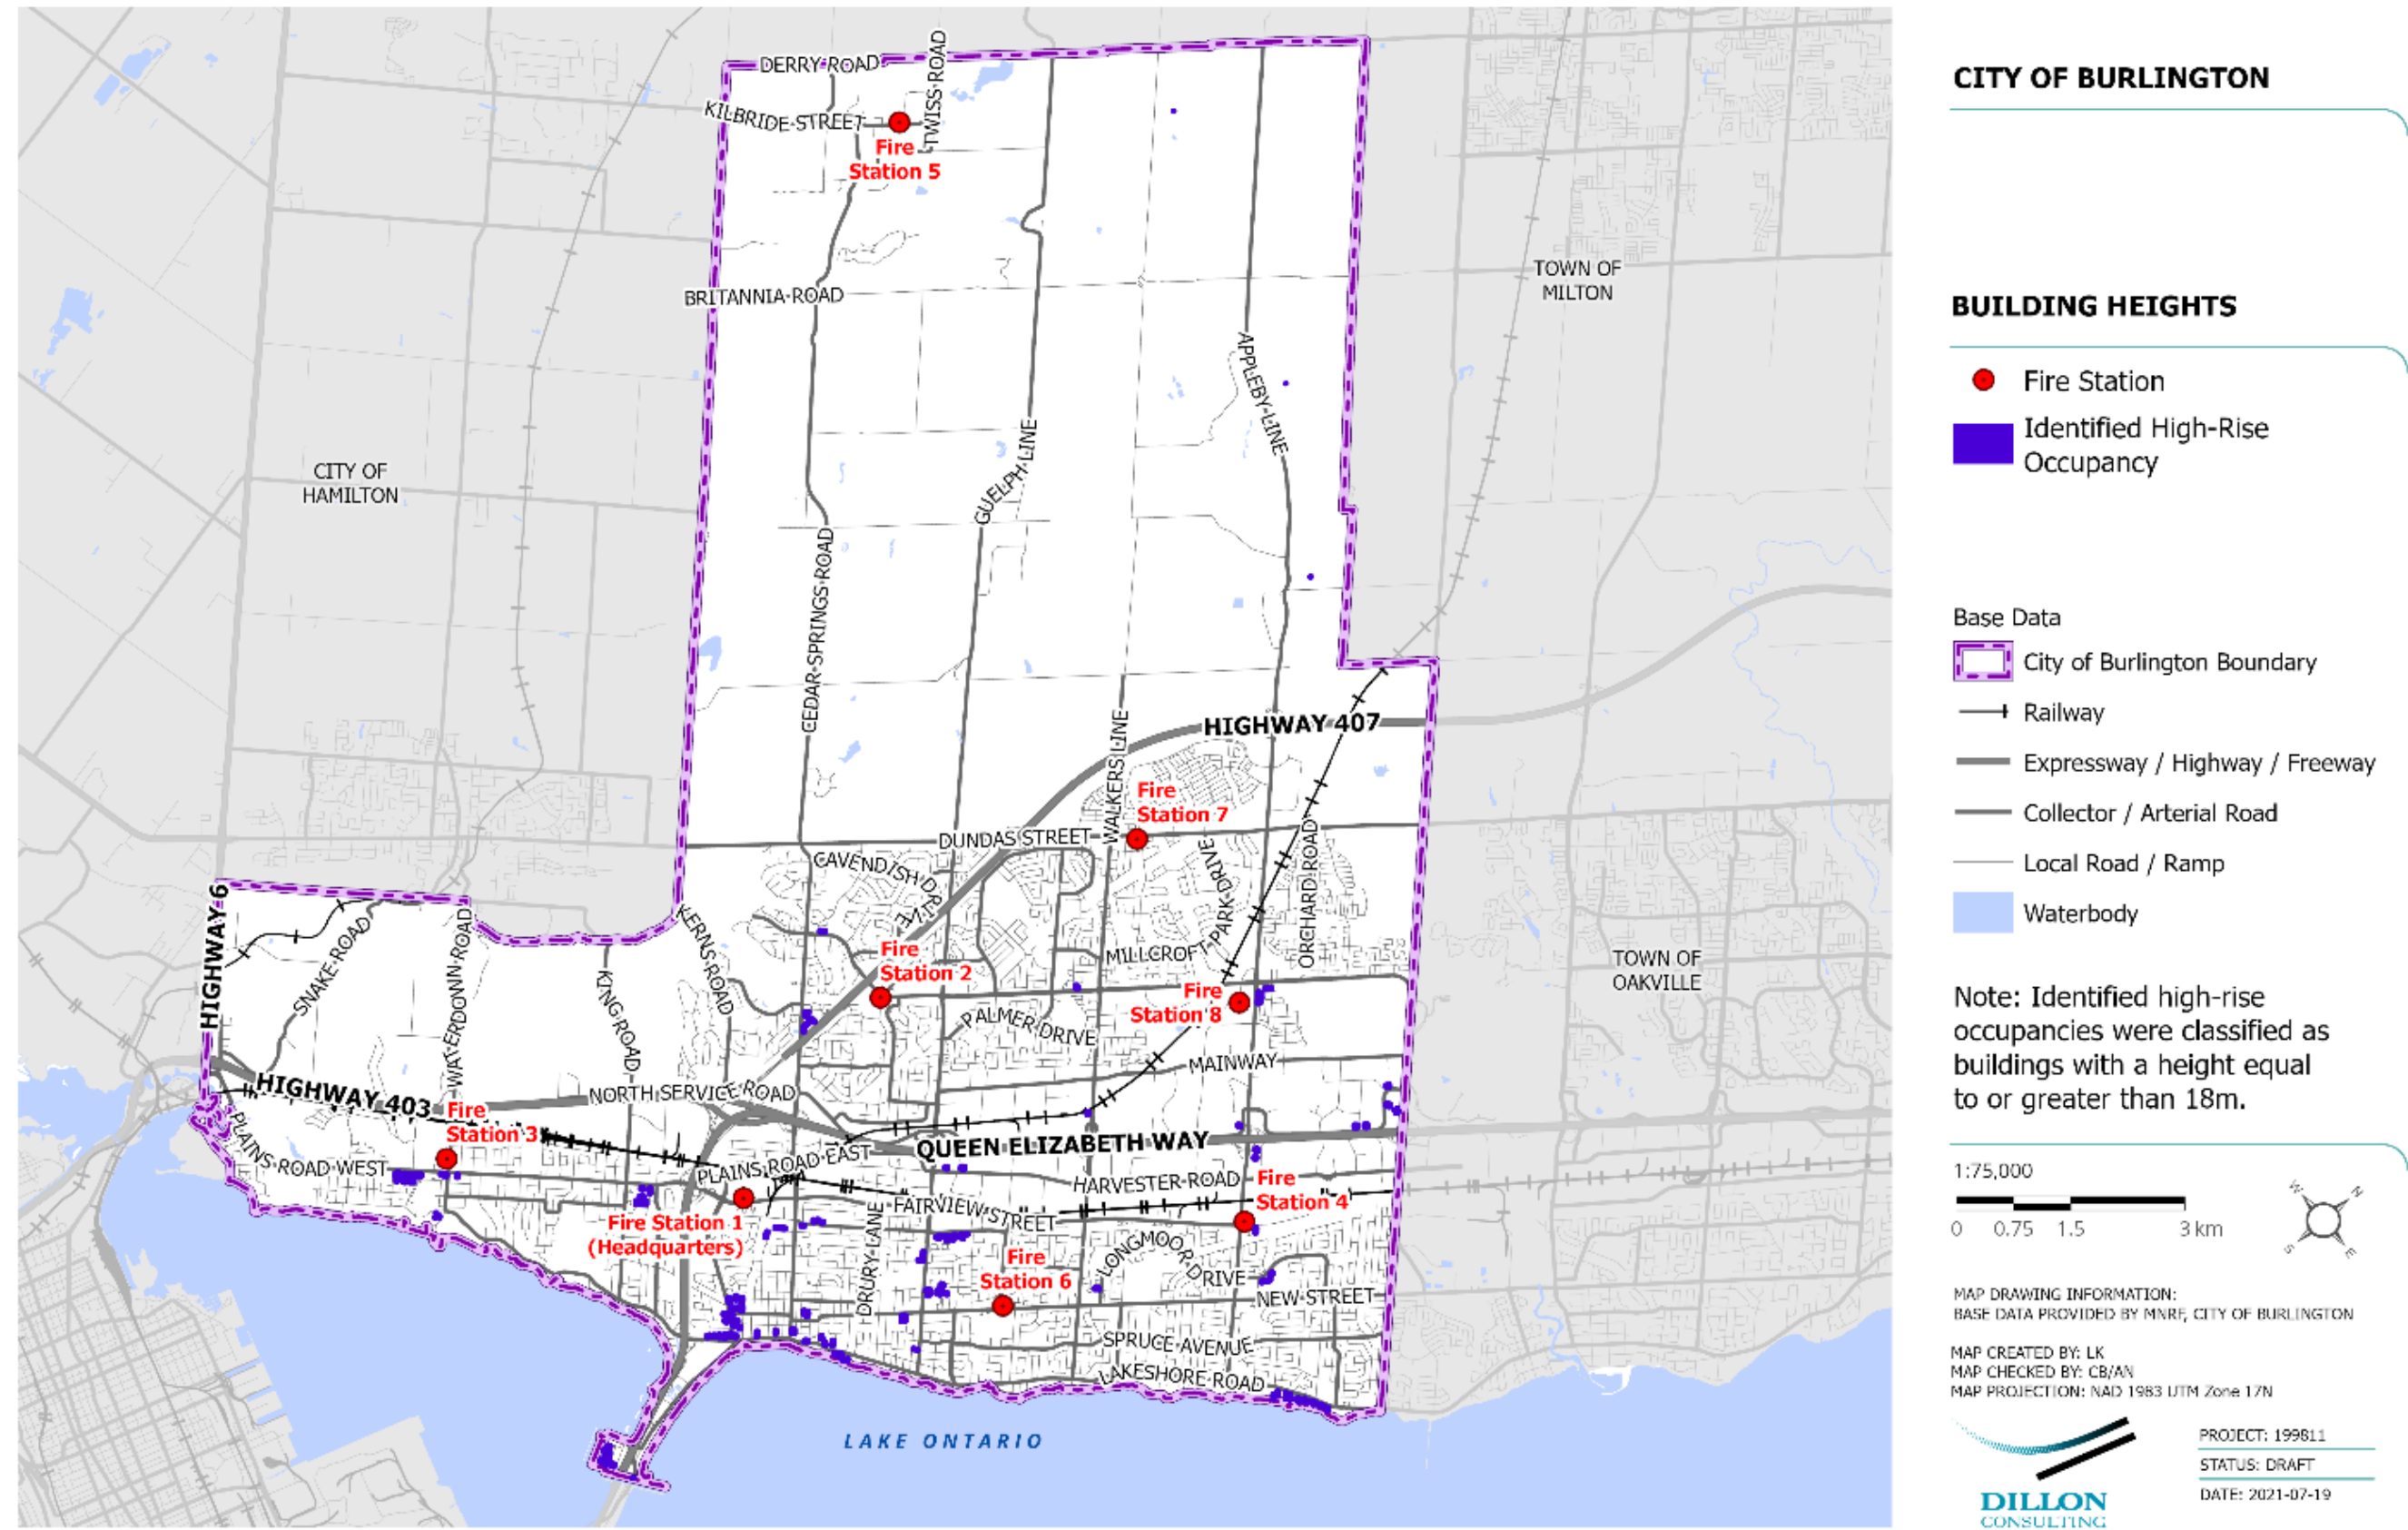 DERRY ROAD
TWISS ROAD
KILBRIDE STREET
Fire
Station 5
BRITANNIA ROAD
TOWN OF
MILTON
APPLEBY LINE
CITY OF
HAMILTON
GUELPH LINE
CEDAR SPRINGS ROAD
HIGHWAY 407
WALKERS LINE
Fire
Station 7
DUNDAS STREET
CAVENDISH DRIVE
MILLCROFT PARK DRIVE
ORCHARD ROAD
HIGHWAY 6
SNAKE ROAD
WATERDOWN ROAD
KING ROAD
KERNS ROAD
Fire
Station 2
PALMER DRIVE
Fire
Station 8
TOWN OF
OAKVILLE
MAINWAY
HIGHWAY 403
NORTH SERVICE ROAD
Fire
Station 3
PLAINS ROAD WEST
PLAINS ROAD EAST
QUEEN ELIZABETH WAY
HARVESTER ROAD
Fire
Station 4
Fire Station 1
(Headquarters)
DRURY LANE
FAIRVIEW STREET
Fire
Station 6
LONGMOOR DRIVE
NEW STREET
SPRUCE AVENUE
LAKESHORE ROAD
LAKE ONTARIO
CITY OF BURLINGTON
BUILDING HEIGHTS
Fire Station
Identified High-Rise
Occupancy
Base Data
City of Burlington Boundary
Railway
Expressway / Highway / Freeway
Collector / Arterial Road
Local Road / Ramp
Waterbody
Note: Identified high-rise
occupancies were classified as
buildings with a height equal
to or greater than 18m.
1:75,000
0 0.75 1.5 3 km
W N
S E
MAP DRAWING INFORMATION:
BASE DATA PROVIDED BY MNRF, CITY OF BURLINGTON
MAP CREATED BY: LK
MAP CHECKED BY: CB/AN
MAP PROJECTION: NAD 1983 UTM Zone 17N
DILLON
CONSULTING
PROJECT: 199811
STATUS: DRAFT
DATE: 2021-07-19